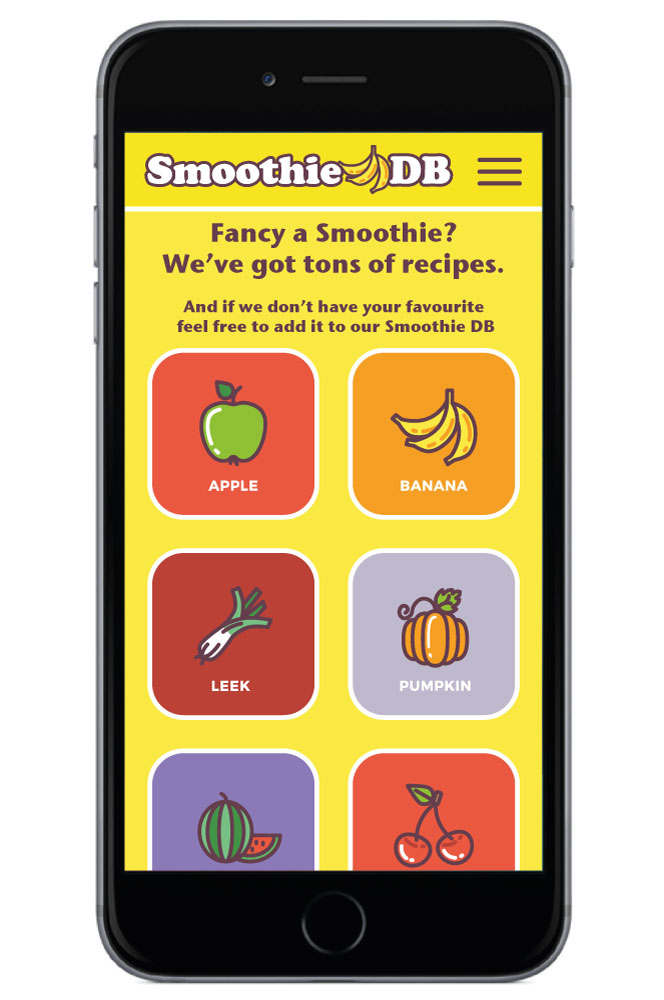 Smoothie DB
Fancy a Smoothie?
We've got tons of recipes.
And if we don't have your favourite
feel free to add it to our Smoothie DB
APPLE
BANANA
LEEK
PUMPKIN